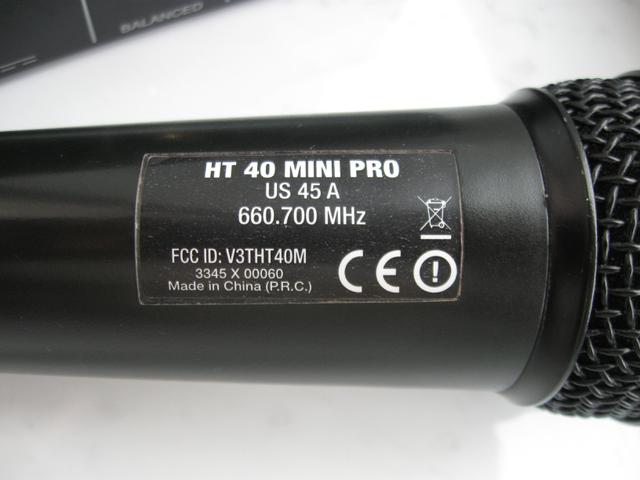 BALANCED
HT 40 MINI PRO
US 45 A
660.700 MHz
FCC ID: V3THT40M
3345 X 00060
Made in China (P.R.C.)
CE